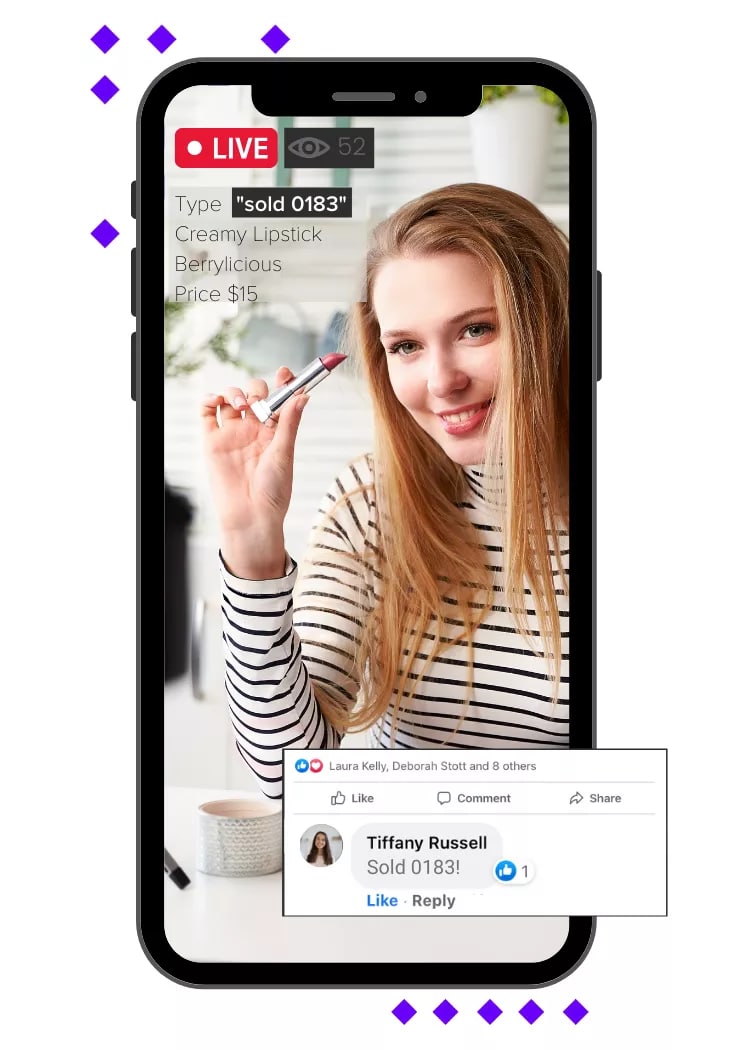 LIVE 52
Type "sold 0183"
Creamy Lipstick
Berrylicious
Price $15
Laura Kelly, Deborah Stott and 8 others
Like Comment Share
Tiffany Russell
Sold 0183!
1
Like · Reply